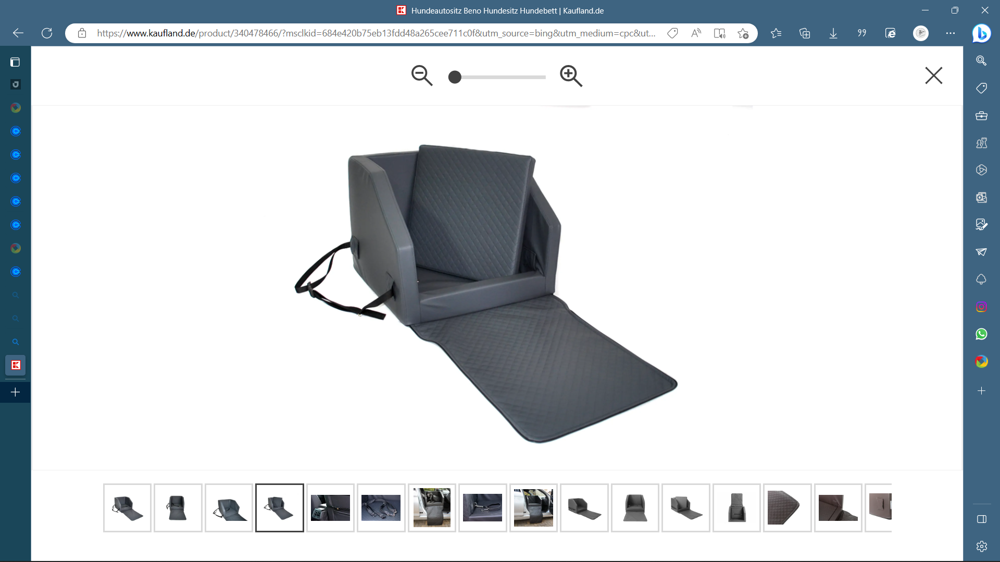 Hundeautositz Beno Hundesitz Hundebett | Kaufland.de
https://www.kaufland.de/product/340478466/?msclkid=684e420b75eb13fdd48a265cee711c0f&utm_source=bing&utm_medium=cpc&ut...